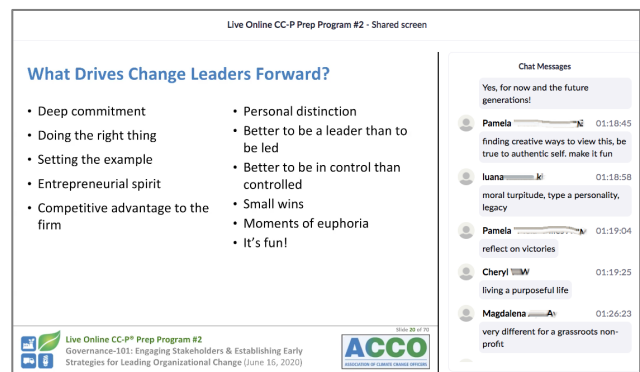 Live Online CC-P Prep Program #2 - Shared screen
What Drives Change Leaders Forward?
• Deep commitment
• Doing the right thing
• Setting the example
• Entrepreneurial spirit
• Competitive advantage to the
firm
• Personal distinction
• Better to be a leader than to
be led
• Better to be in control than
controlled
• Small wins
• Moments of euphoria
• It's fun!
Slide 20 of 70
Live Online CC-P® Prep Program #2
Governance-101: Engaging Stakeholders & Establishing Early
Strategies for Leading Organizational Change (June 16, 2020)
ACCO
ASSOCIATION OF CLIMATE CHANGE OFFICERS
Chat Messages
Yes, for now and the future
generations!
Pamela 01:18:45
finding creative ways to view this, be
true to authentic self. make it fun
luana 01:18:58
moral turpitude, type a personality,
legacy
Pamela 01:19:04
reflect on victories
Cheryl W 01:19:25
living a purposeful life
Magdalena A 01:26:23
very different for a grassroots non-
profit